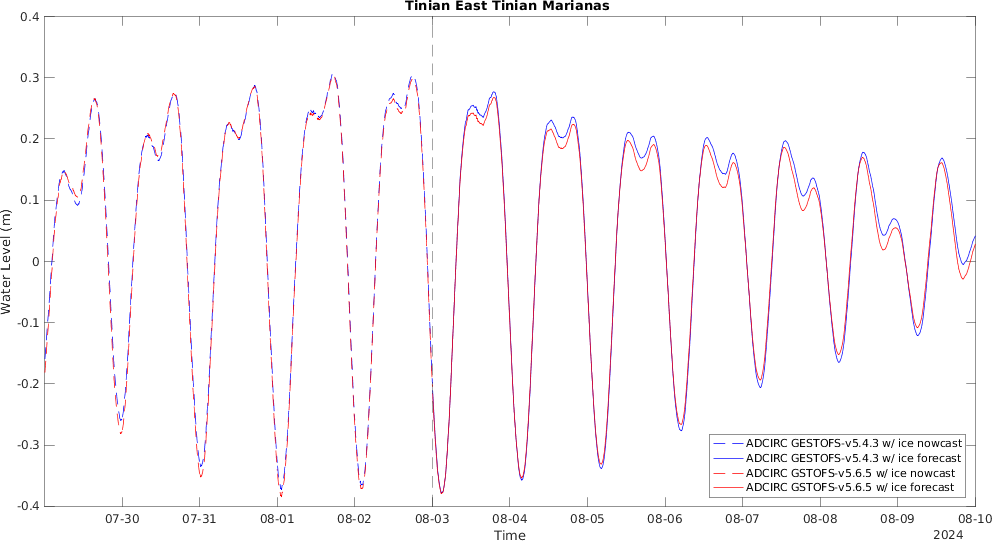 Tinian East Tinian Marianas
Water Level (m)
0.4
0.3
0.2
0.1
0
-0.1
-0.2
-0.3
-0.4
ADCIRC GESTOFS-v5.4.3 w/ ice nowcast
ADCIRC GESTOFS-v5.4.3 w/ ice forecast
ADCIRC GSTOFS-v5.6.5 w/ ice nowcast
ADCIRC GSTOFS-v5.6.5 w/ ice forecast
07-30 07-31 08-01 08-02 08-03 08-04 08-05 08-06 08-07 08-08 08-09 08-10
Time
2024